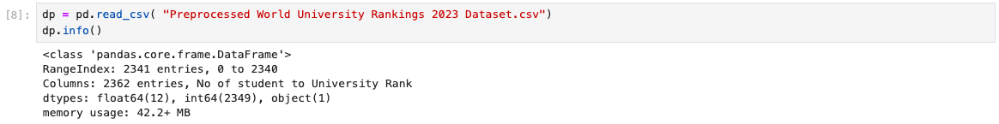 [8]: dp = pd.read_csv( "Preprocessed World University Rankings 2023 Dataset.csv")
dp.info()
<class 'pandas.core.frame.DataFrame'>
RangeIndex: 2341 entries, 0 to 2340
Columns: 2362 entries, No of student to University Rank
dtypes: float64(12), int64(2349), object(1)
memory usage: 42.2+ MB